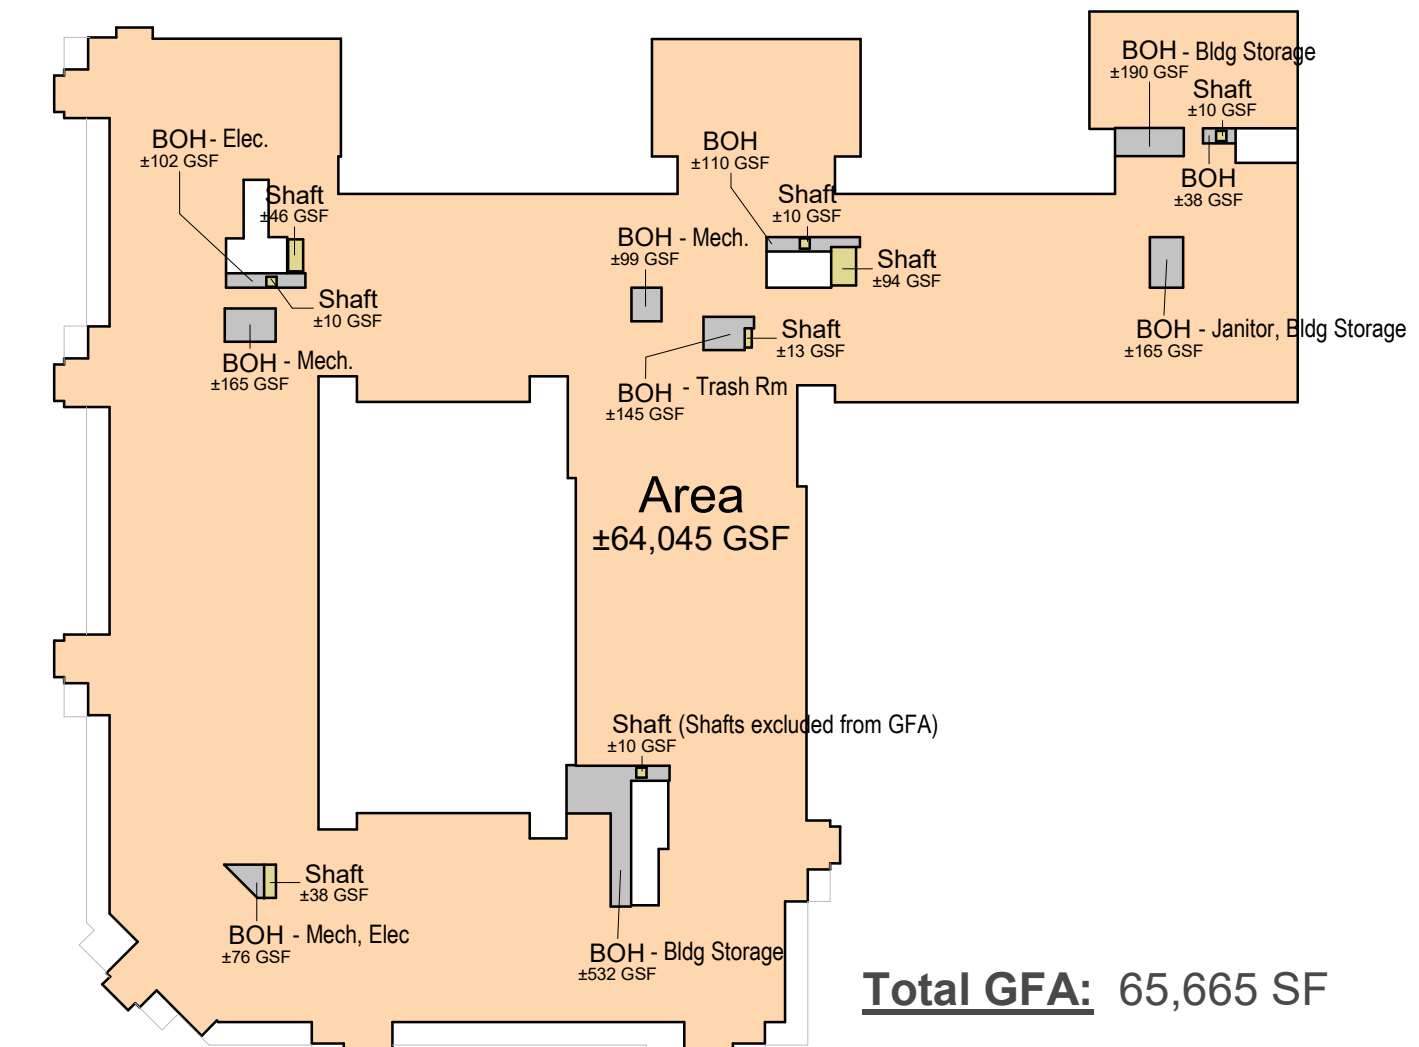 BOH - Bldg Storage
±190 GSF
Shaft
±10 GSF
BOH - Elec.
±102 GSF
BOH
±110 GSF
BOH
±38 GSF
Shaft
±46 GSF
Shaft
±10 GSF
BOH - Mech.
±99 GSF
Shaft
±94 GSF
Shaft
±10 GSF
Shaft
±13 GSF
BOH - Janitor, Bldg Storage
±165 GSF
BOH - Mech.
±165 GSF
BOH - Trash Rm
±145 GSF
Area
±64,045 GSF
Shaft (Shafts excluded from GFA)
±10 GSF
Shaft
±38 GSF
BOH - Mech, Elec
±76 GSF
BOH - Bldg Storage
±532 GSF
Total GFA: 65,665 SF